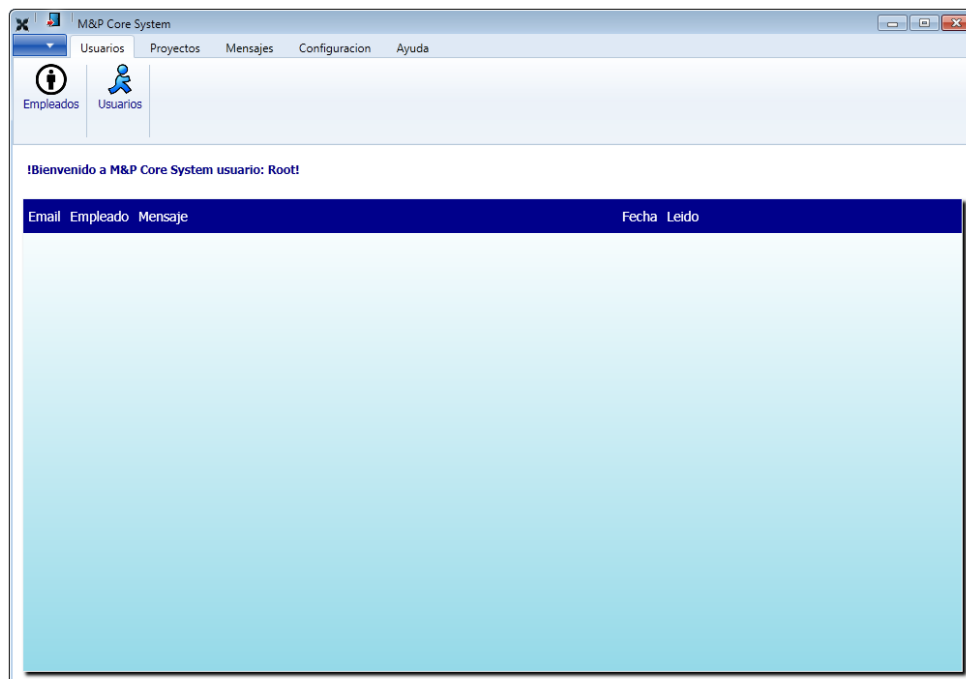 M&P Core System
Usuarios Proyectos Mensajes Configuracion Ayuda
Empleados Usuarios
!Bienvenido a M&P Core System usuario: Root!
Email Empleado Mensaje Fecha Leido